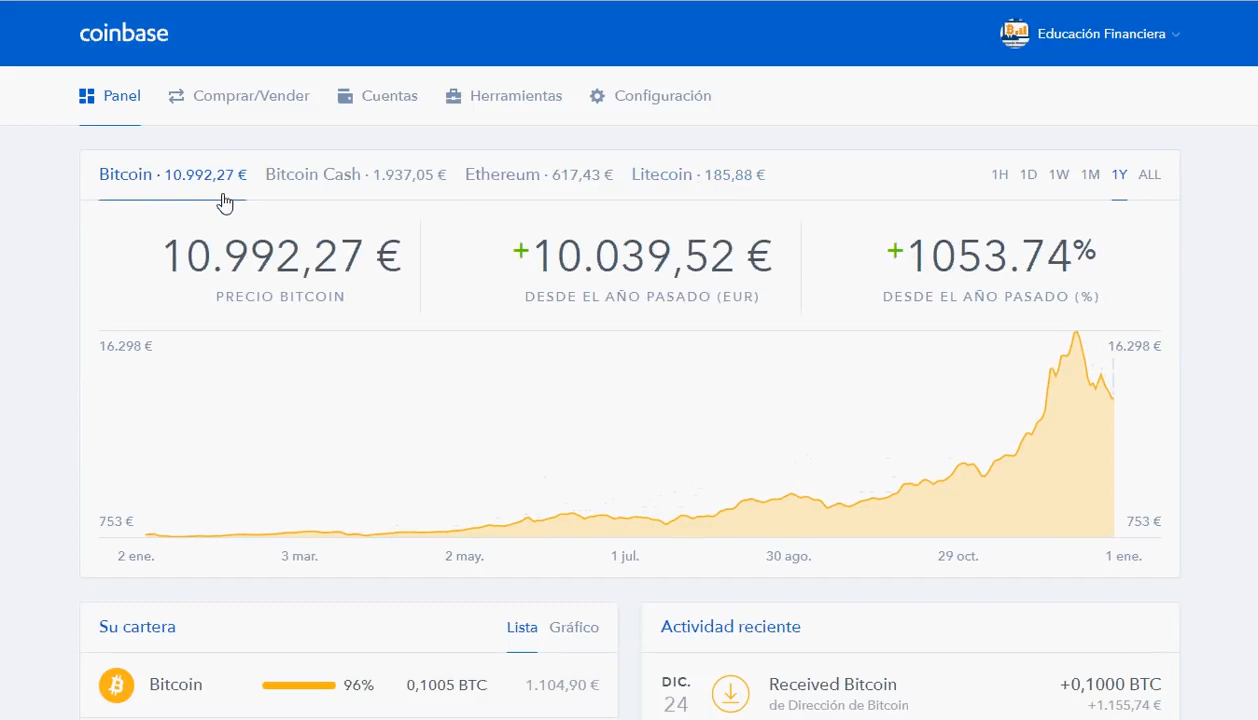 coinbase
Educación Financiera
Panel Comprar/Vender Cuentas Herramientas Configuración
Bitcoin · 10.992,27 € Bitcoin Cash · 1.937,05 € Ethereum · 617,43 € Litecoin · 185,88 € 1H 1D 1W 1M 1Y ALL
10.992,27 € +10.039,52 € +1053.74%
PRECIO BITCOIN DESDE EL AÑO PASADO (EUR) DESDE EL AÑO PASADO (%)
16.298 € 16.298 €
753 € 753 €
2 ene. 3 mar. 2 may. 1 jul. 30 ago. 29 oct. 1 ene.
Su cartera Lista Gráfico
Bitcoin 96% 0,1005 BTC 1.104,90 €
Actividad reciente
DIC. Received Bitcoin +0,1000 BTC
24 de Dirección de Bitcoin +1.155,74 €